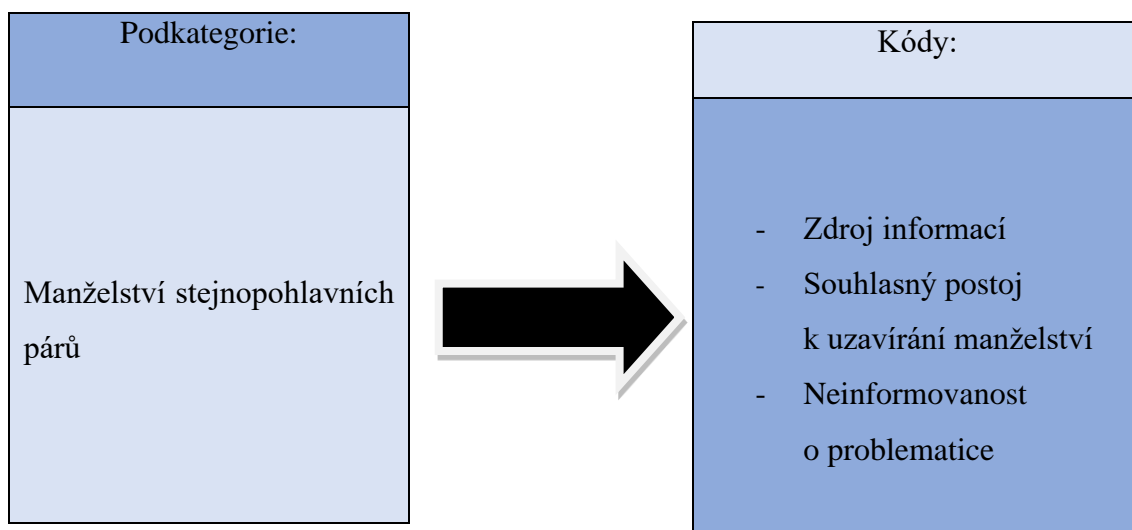 Podkategorie:
Manželství stejnopohlavních
párů
Kódy:
- Zdroj informací
- Souhlasný postoj
k uzavírání manželství
- Neinformovanost
o problematice